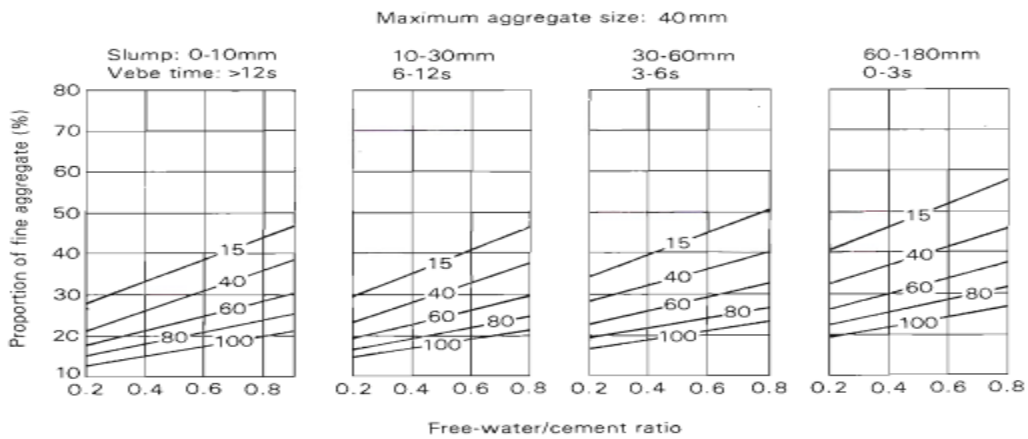 Maximum aggregate size: 40mm
Slump: 0-10mm 10-30mm 30-60mm 60-180mm
Vebe time: >12s 6-12s 3-6s 0-3s
Proportion of fine aggregate (%)
80
70
60
50
40
30
20
10
15 15 15 15
40 40 40 40
60 60 60 60
80 80 80 80
100 100 100 100
0.2 0.4 0.6 0.8 0.2 0.4 0.6 0.8 0.2 0.4 0.6 0.8 0.2 0.4 0.6 0.8
Free-water/cement ratio